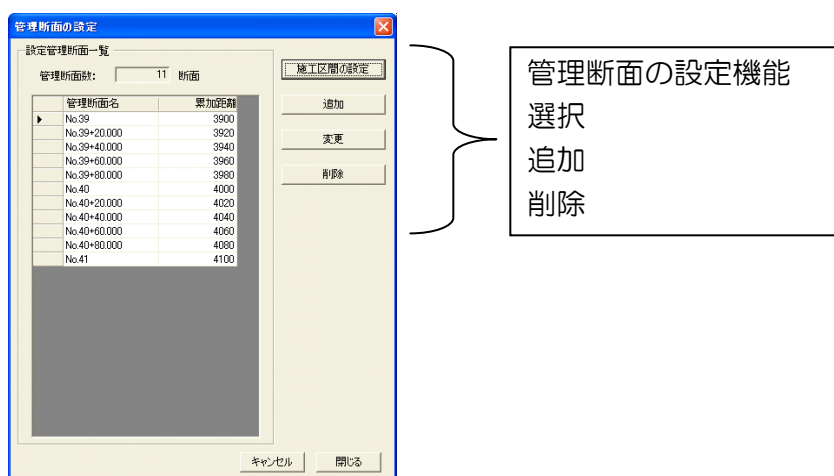 管理断面の設定
設定管理断面一覧
管理断面数: 11 断面
管理断面名 累加距離
No.39 3900
No.39+20.000 3920
No.39+40.000 3940
No.39+60.000 3960
No.39+80.000 3980
No.40 4000
No.40+20.000 4020
No.40+40.000 4040
No.40+60.000 4060
No.40+80.000 4080
No.41 4100
施工区間の設定
追加
変更
削除
キャンセル 閉じる
管理断面の設定機能
選択
追加
削除